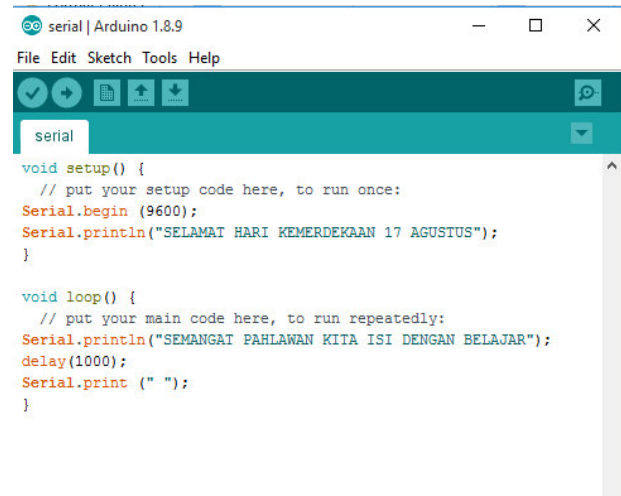 serial | Arduino 1.8.9
File Edit Sketch Tools Help
serial
void setup() {
  // put your setup code here, to run once:
Serial.begin (9600);
Serial.println("SELAMAT HARI KEMERDEKAAN 17 AGUSTUS");
}

void loop() {
  // put your main code here, to run repeatedly:
Serial.println("SEMANGAT PAHLAWAN KITA ISI DENGAN BELAJAR");
delay(1000);
Serial.print (" ");
}